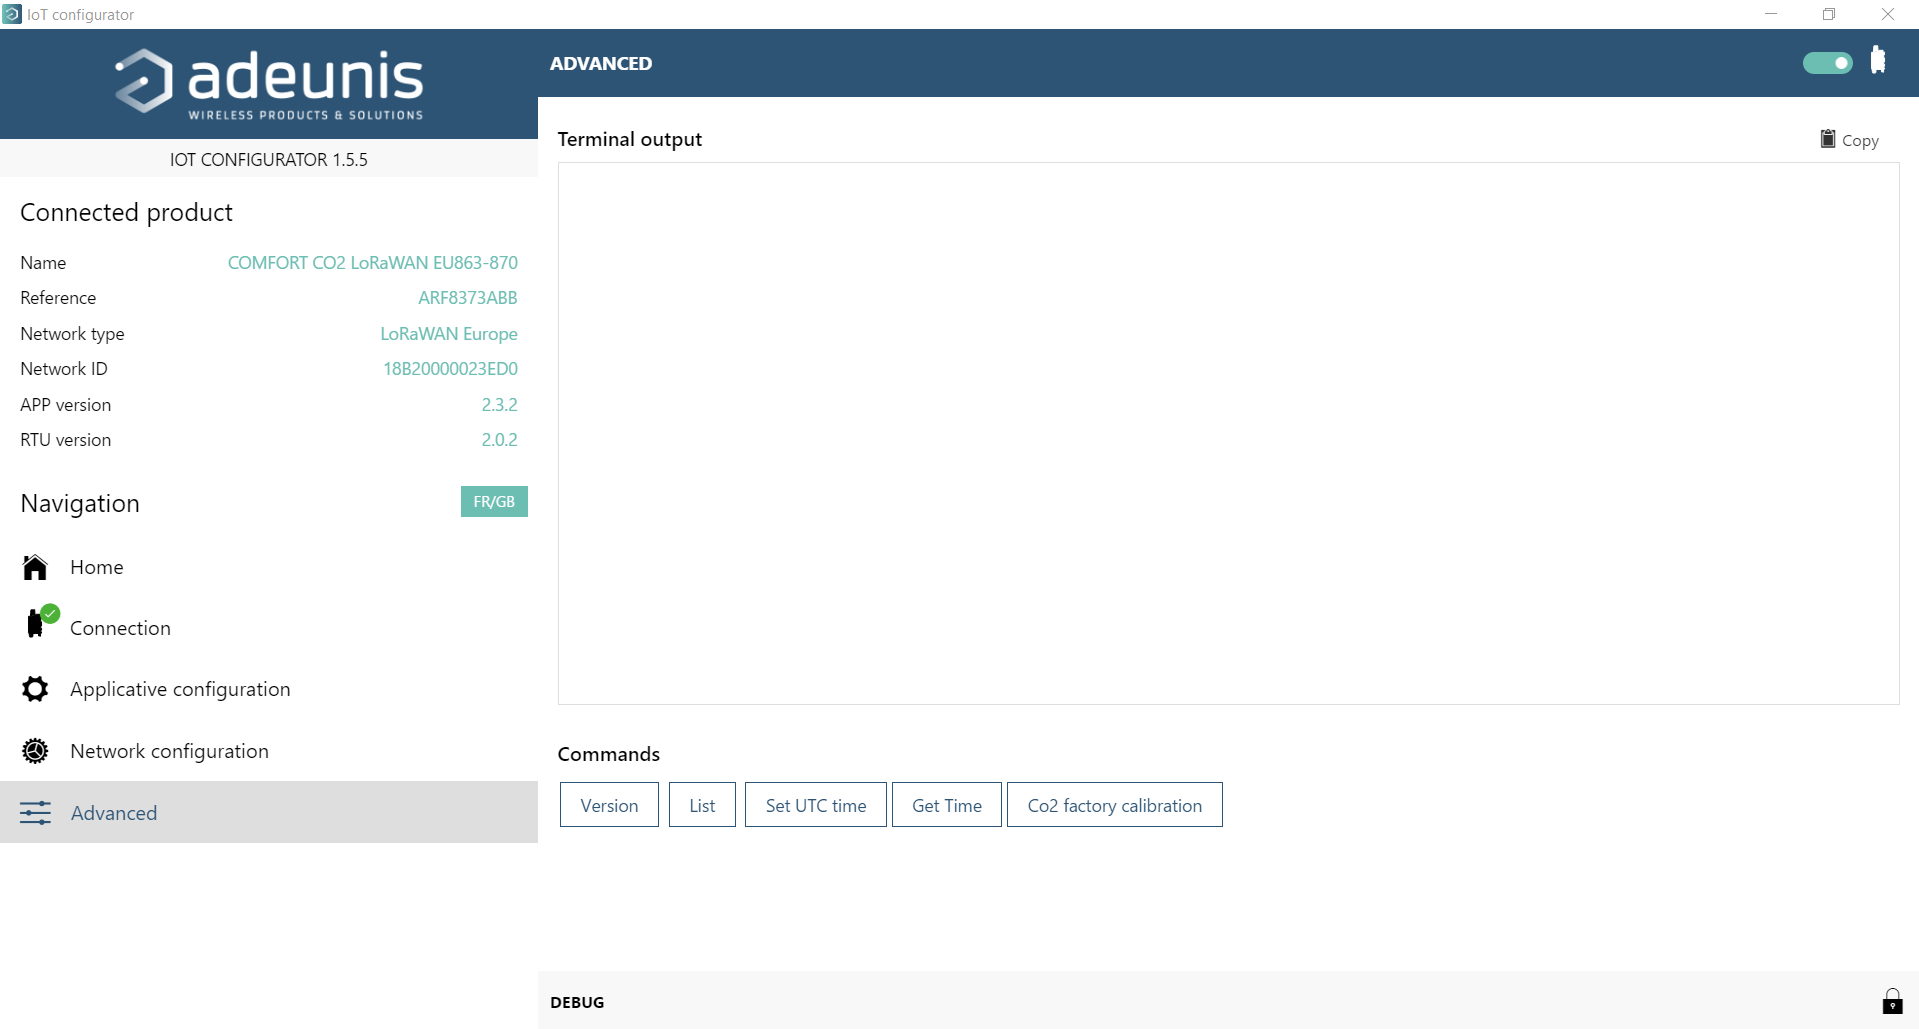 IoT configurator
adeunis
WIRELESS PRODUCTS & SOLUTIONS
IOT CONFIGURATOR 1.5.5
Connected product
Name COMFORT CO2 LoRaWAN EU863-870
Reference ARF8373ABB
Network type LoRaWAN Europe
Network ID 18B20000023ED0
APP version 2.3.2
RTU version 2.0.2
Navigation FR/GB
Home
Connection
Applicative configuration
Network configuration
Advanced
ADVANCED
Terminal output Copy
Commands
Version List Set UTC time Get Time Co2 factory calibration
DEBUG